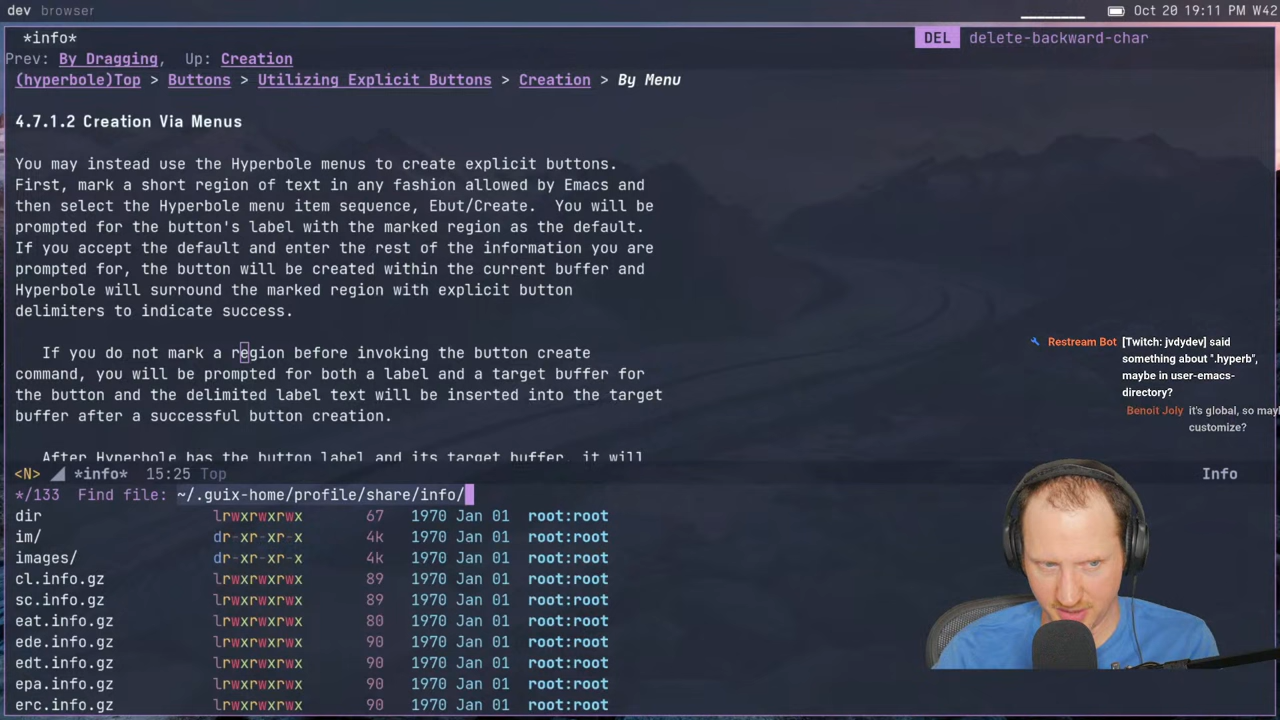 dev browser
Oct 20 19:11 PM W42
*info*
DEL delete-backward-char
Prev: By Dragging, Up: Creation
(hyperbole)Top > Buttons > Utilizing Explicit Buttons > Creation > By Menu
4.7.1.2 Creation Via Menus
You may instead use the Hyperbole menus to create explicit buttons.
First, mark a short region of text in any fashion allowed by Emacs and
then select the Hyperbole menu item sequence, Ebut/Create. You will be
prompted for the button's label with the marked region as the default.
If you accept the default and enter the rest of the information you are
prompted for, the button will be created within the current buffer and
Hyperbole will surround the marked region with explicit button
delimiters to indicate success.
If you do not mark a region before invoking the button create
command, you will be prompted for both a label and a target buffer for
the button and the delimited label text will be inserted into the target
buffer after a successful button creation.
After Hyperbole has the button label and its target buffer, it will
Restream Bot [Twitch: jvdydev] said
something about ".hyperb",
maybe in user-emacs-
directory?
Benoit Joly it's global, so may
customize?
<N> *info* 15:25 Top Info
*/133 Find file: ~/.guix-home/profile/share/info/
dir lrwxrwxrwx 67 1970 Jan 01 root:root
im/ dr-xr-xr-x 4k 1970 Jan 01 root:root
images/ dr-xr-xr-x 4k 1970 Jan 01 root:root
cl.info.gz lrwxrwxrwx 89 1970 Jan 01 root:root
sc.info.gz lrwxrwxrwx 89 1970 Jan 01 root:root
eat.info.gz lrwxrwxrwx 80 1970 Jan 01 root:root
ede.info.gz lrwxrwxrwx 90 1970 Jan 01 root:root
edt.info.gz lrwxrwxrwx 90 1970 Jan 01 root:root
epa.info.gz lrwxrwxrwx 90 1970 Jan 01 root:root
erc.info.gz lrwxrwxrwx 90 1970 Jan 01 root:root